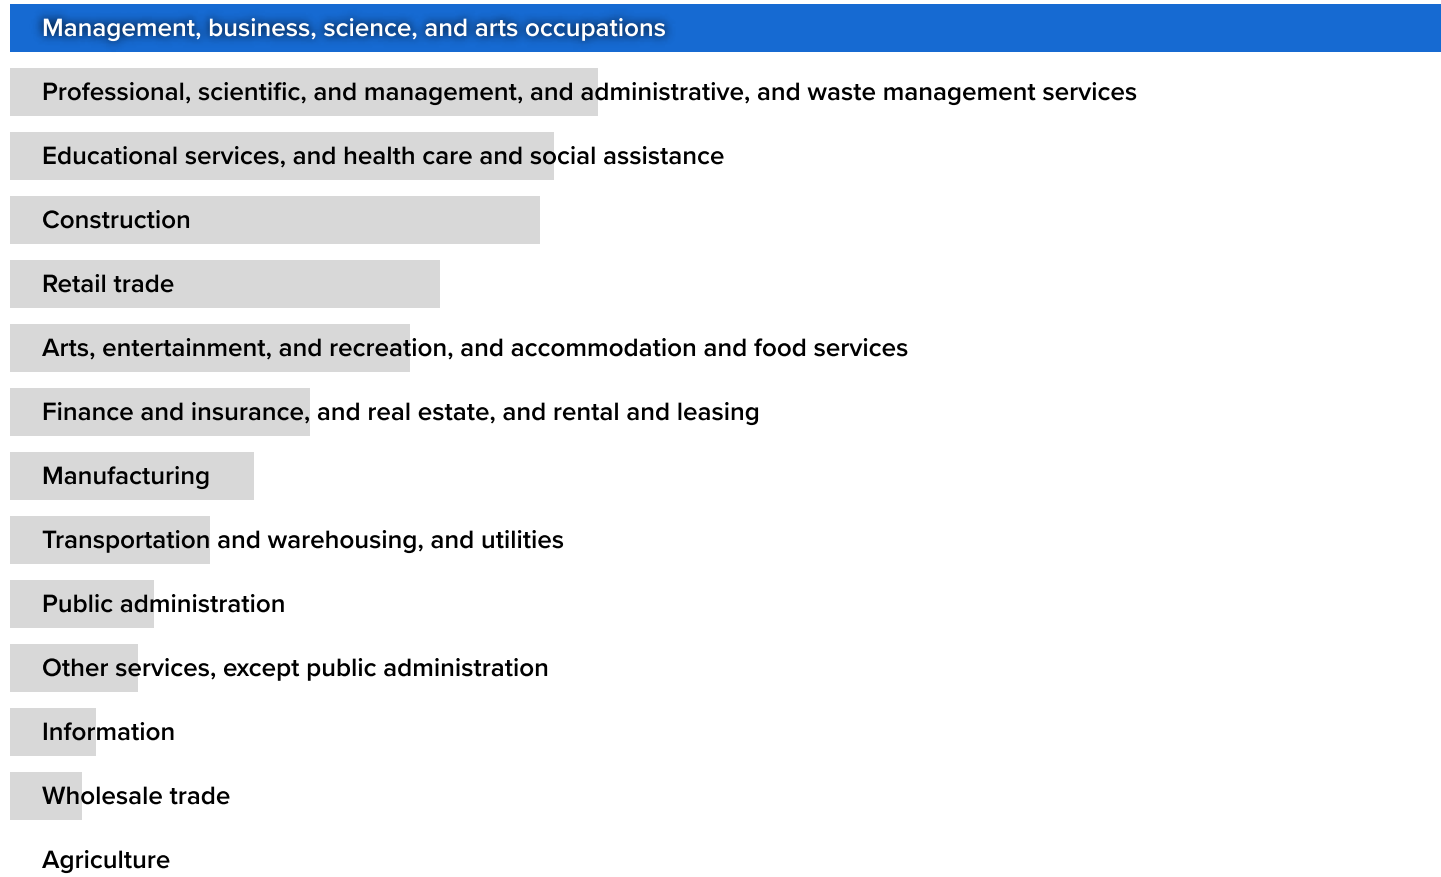 Management, business, science, and arts occupations
Professional, scientific, and management, and administrative, and waste management services
Educational services, and health care and social assistance
Construction
Retail trade
Arts, entertainment, and recreation, and accommodation and food services
Finance and insurance, and real estate, and rental and leasing
Manufacturing
Transportation and warehousing, and utilities
Public administration
Other services, except public administration
Information
Wholesale trade
Agriculture